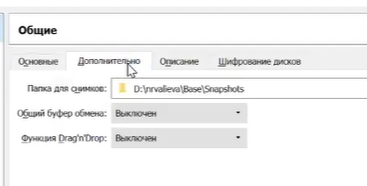 Общие
Основные Дополнительно Описание Шифрование дисков
Папка для снимков: D:\nrvalieva\Base\Snapshots
Общий буфер обмена: Выключен
Функция Drag'n'Drop: Выключен